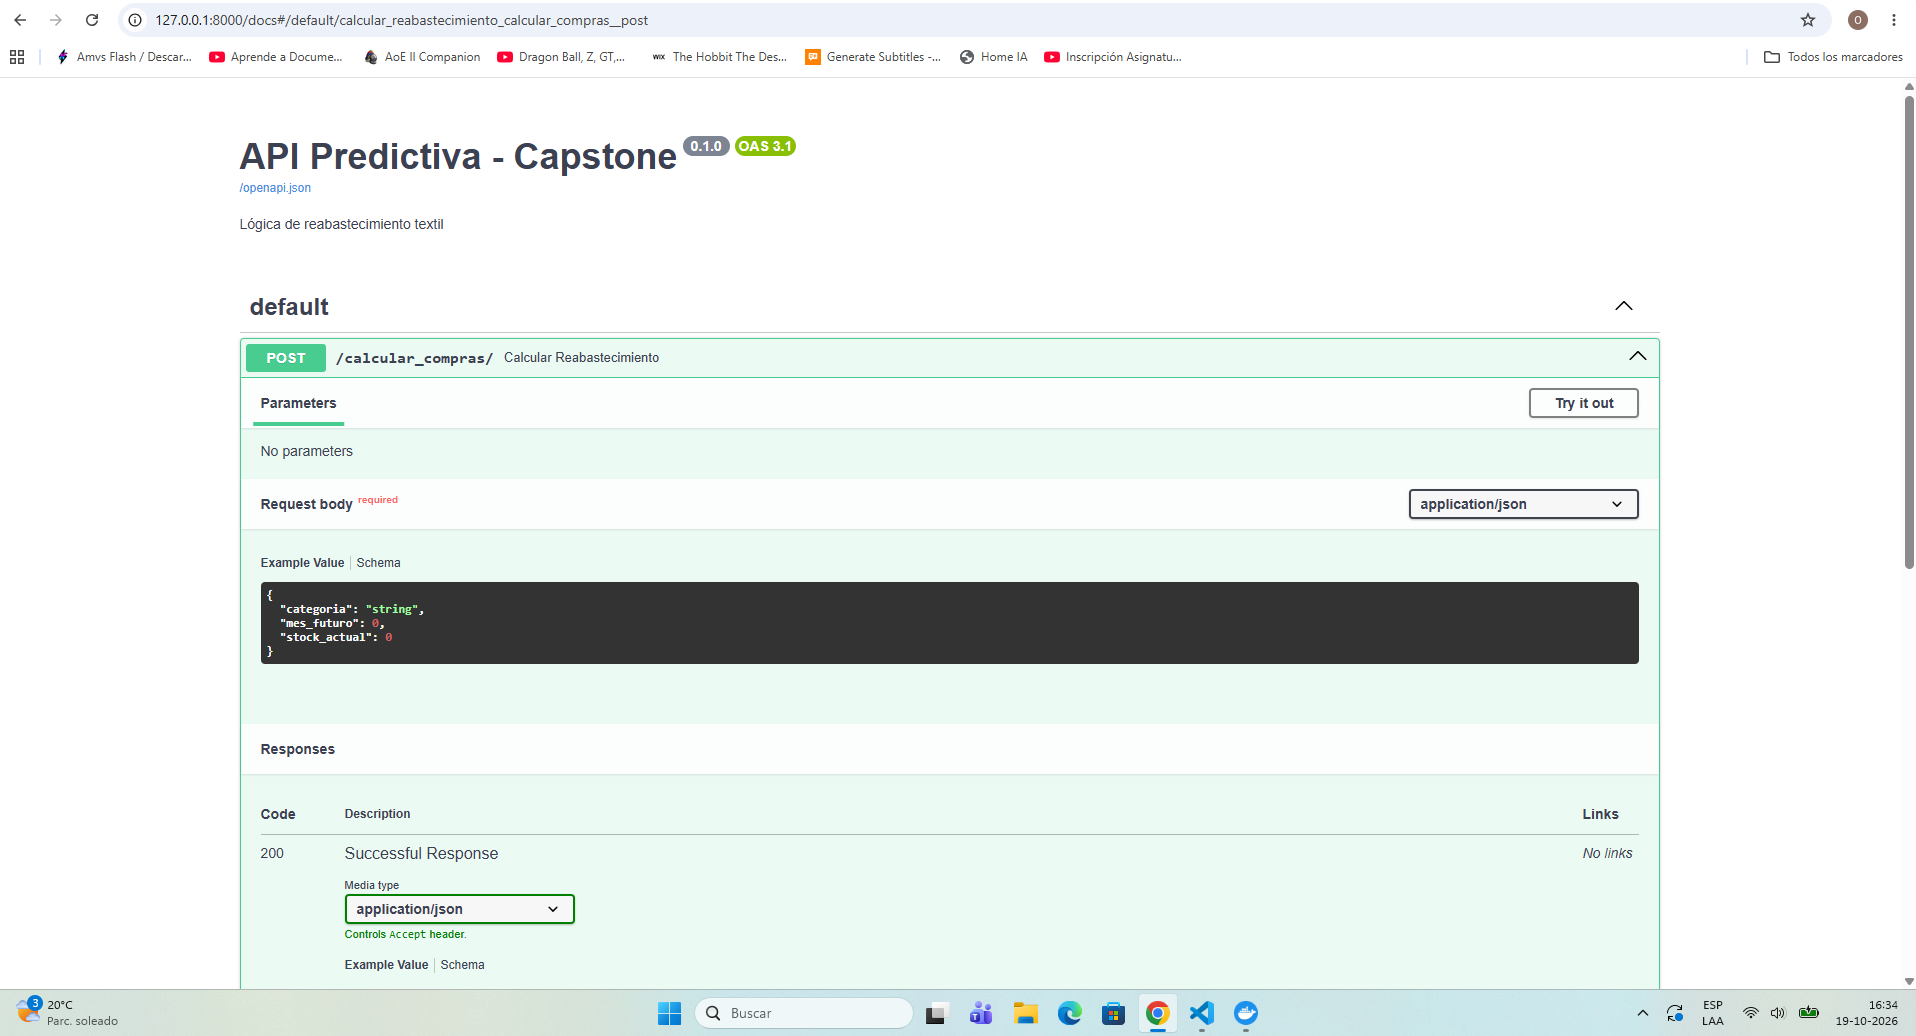 127.0.0.1:8000/docs#/default/calcular_reabastecimiento_calcular_compras__post
O
Amvs Flash / Descar...
Aprende a Docume...
AoE II Companion
Dragon Ball, Z, GT,...
WIX The Hobbit The Des...
Generate Subtitles -...
Home IA
Inscripción Asignatu...
Todos los marcadores
API Predictiva - Capstone 0.1.0 OAS 3.1
/openapi.json
Lógica de reabastecimiento textil
default
POST /calcular_compras/ Calcular Reabastecimiento
Parameters
Try it out
No parameters
Request body required
application/json
Example Value | Schema
{
  "categoria": "string",
  "mes_futuro": 0,
  "stock_actual": 0
}
Responses
Code Description Links
200 Successful Response No links
Media type
application/json
Controls Accept header.
Example Value | Schema
3
20°C
Parc. soleado
Buscar
ESP
LAA
16:34
19-10-2026